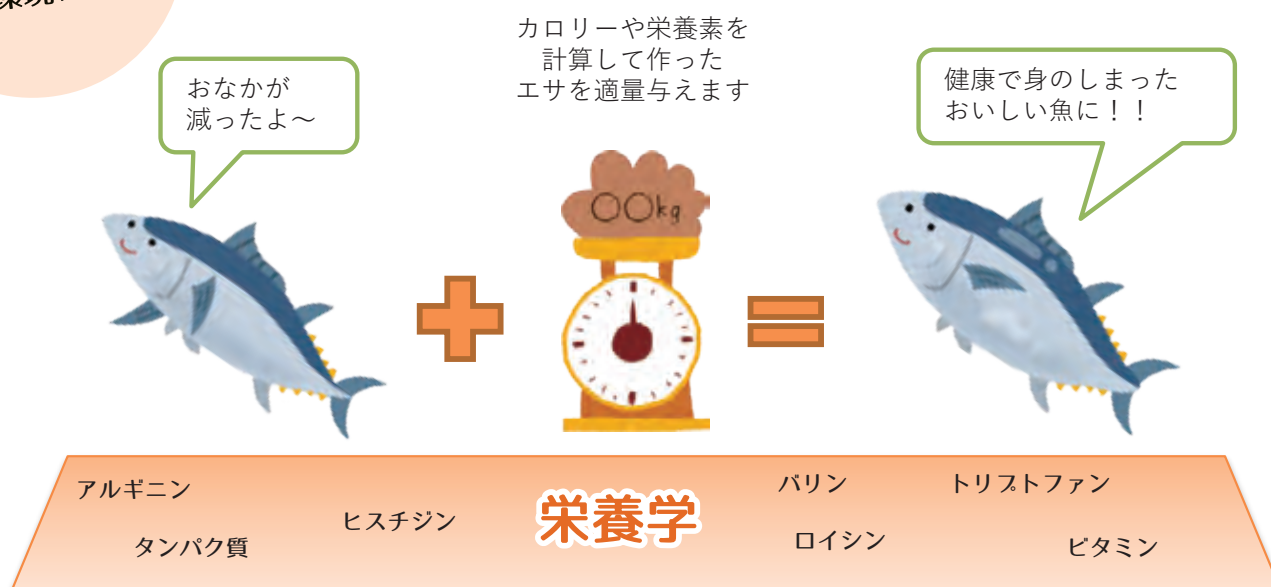 カロリーや栄養素を
計算して作った
エサを適量与えます
おなかが
減ったよ～
健康で身のしまった
おいしい魚に！！
〇〇kg
アルギニン
タンパク質
ヒスチジン
栄養学
バリン
ロイシン
トリプトファン
ビタミン